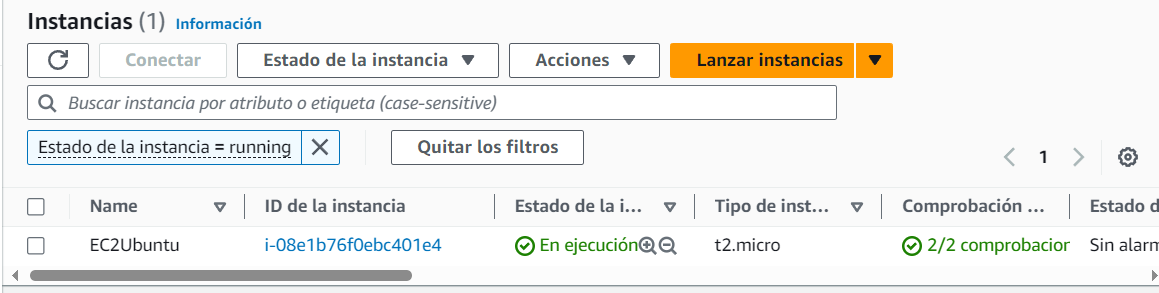 Instancias (1) Información
Conectar Estado de la instancia Acciones Lanzar instancias
Buscar instancia por atributo o etiqueta (case-sensitive)
Estado de la instancia = running Quitar los filtros
1
Name ID de la instancia Estado de la i... Tipo de inst... Comprobación ... Estado d
EC2Ubuntu i-08e1b76f0ebc401e4 En ejecución t2.micro 2/2 comprobacior Sin alarm